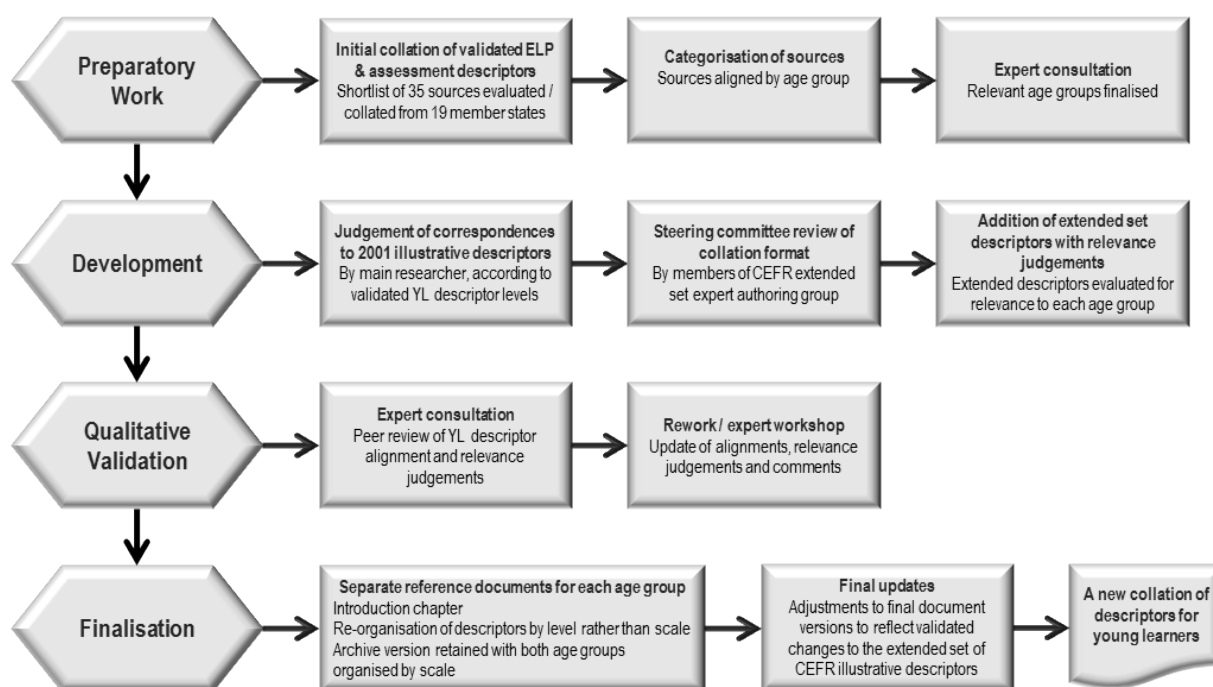 Preparatory
Work
Initial collation of validated ELP
& assessment descriptors
Shortlist of 35 sources evaluated /
collated from 19 member states
Categorisation of sources
Sources aligned by age group
Expert consultation
Relevant age groups finalised
Development
Judgement of correspondences
to 2001 illustrative descriptors
By main researcher, according to
validated YL descriptor levels
Steering committee review of
collation format
By members of CEFR extended
set expert authoring group
Addition of extended set
descriptors with relevance
judgements
Extended descriptors evaluated for
relevance to each age group
Qualitative
Validation
Expert consultation
Peer review of YL descriptor
alignment and relevance
judgements
Rework / expert workshop
Update of alignments, relevance
judgements and comments
Finalisation
Separate reference documents for each age group
Introduction chapter
Re-organisation of descriptors by level rather than scale
Archive version retained with both age groups
organised by scale
Final updates
Adjustments to final document
versions to reflect validated
changes to the extended set of
CEFR illustrative descriptors
A new collation of
descriptors for
young learners